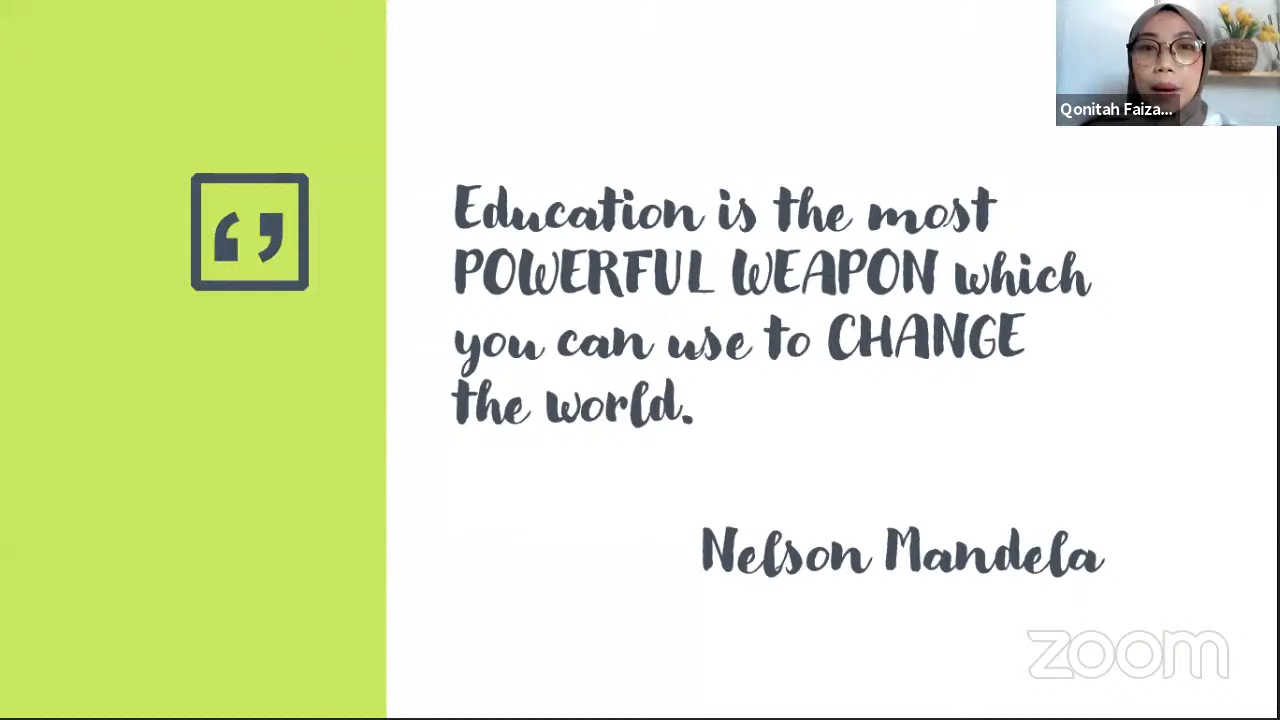 Qonitah Faiza...
Education is the most
POWERFUL WEAPON which
you can use to CHANGE
the world.
Nelson Mandela
zoom